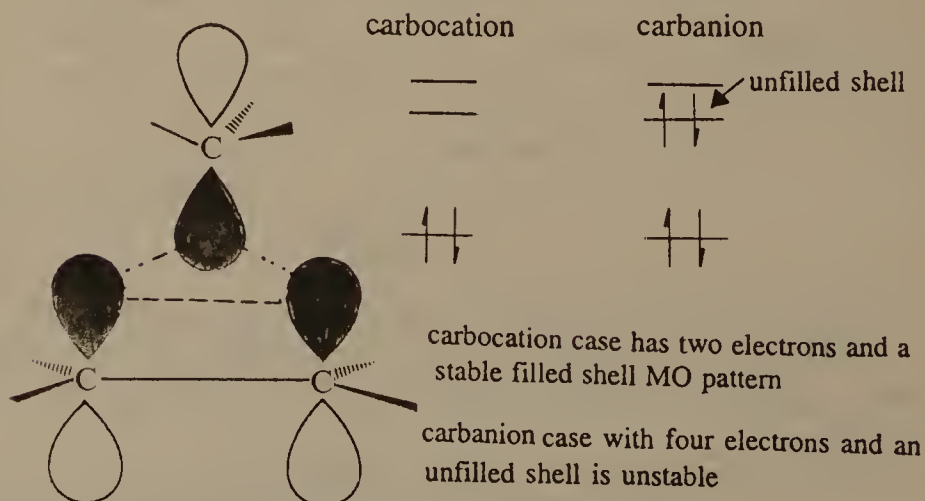 carbocation carbanion
unfilled shell
C
C C
carbocation case has two electrons and a
stable filled shell MO pattern
carbanion case with four electrons and an
unfilled shell is unstable